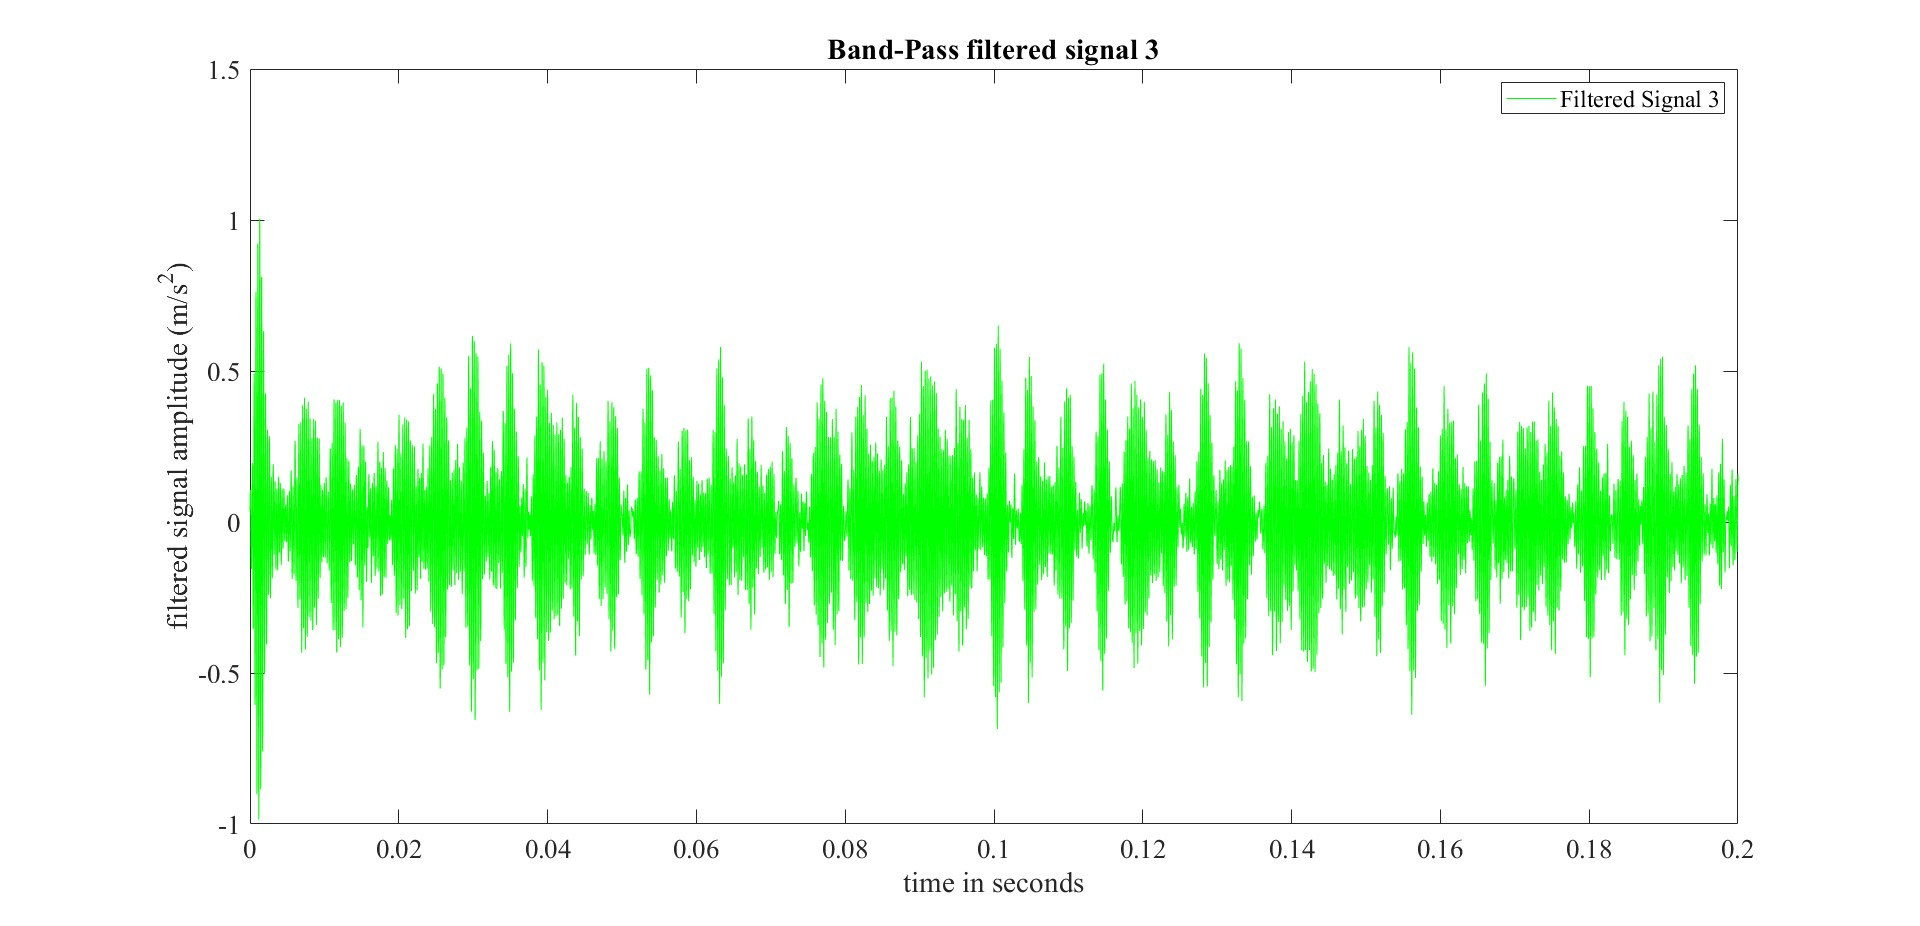 Band-Pass filtered signal 3
Filtered Signal 3
filtered signal amplitude (m/s²)
1.5
1
0.5
0
-0.5
-1
0 0.02 0.04 0.06 0.08 0.1 0.12 0.14 0.16 0.18 0.2
time in seconds